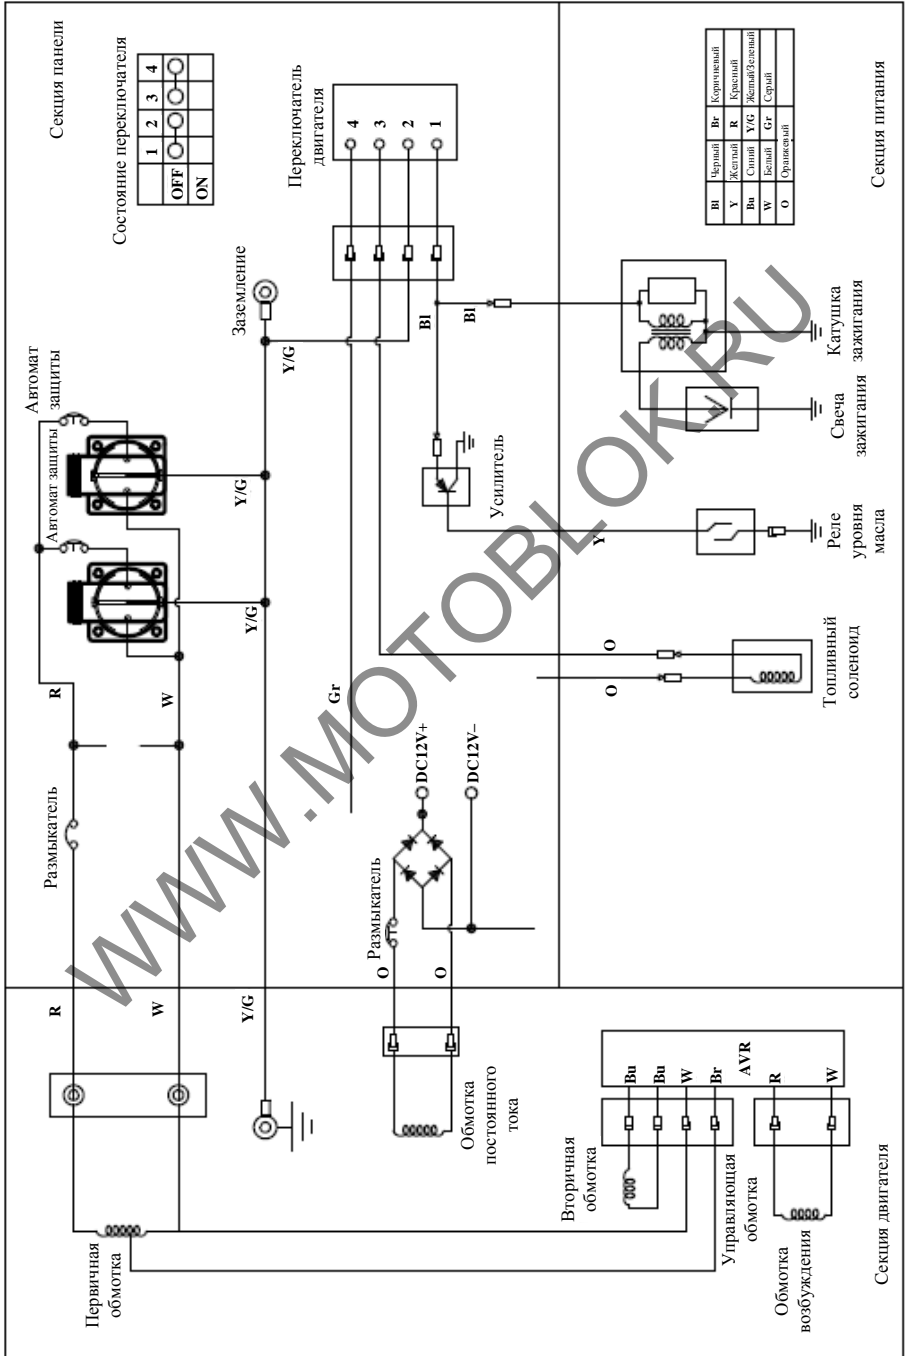 Секция панели
Состояние переключателя
1 2 3 4
OFF
ON
Переключатель
двигателя
4
3
2
1
Bl Черный Br Коричневый
Y Желтый R Красный
Bu Синий Y/G Желтый/Зеленый
W Белый Gr Серый
O Оранжевый
Секция питания
Автомат
защиты
Автомат защиты
Заземление
Y/G
Y/G
Y/G
Bl
Bl
Усилитель
Катушка
зажигания
Свеча
зажигания
Реле
уровня
масла
Y
O
O
Топливный
соленоид
R
W
Gr
DC12V+
DC12V–
Размыкатель
Размыкатель
O
O
R
W
Y/G
Обмотка
постоянного
тока
Первичная
обмотка
Вторичная
обмотка
Управляющая
обмотка
Обмотка
возбуждения
AVR
Bu
Bu
W
Br
R
W
Секция двигателя
WWW.MOTOBLOK.RU